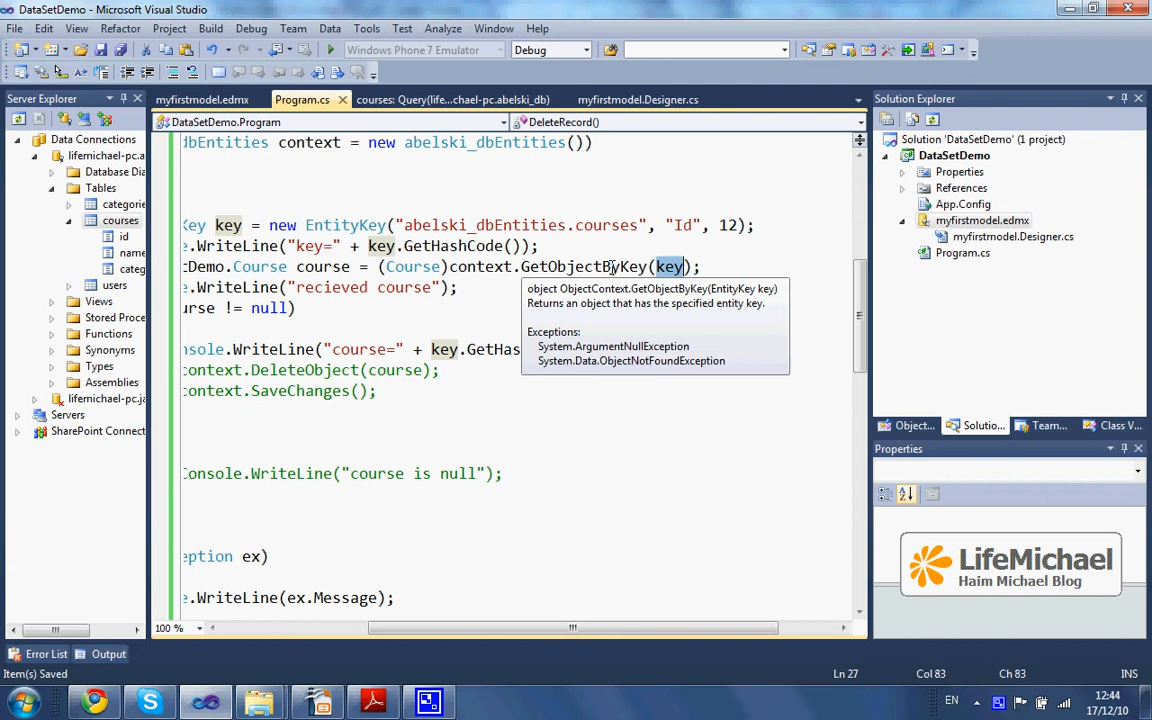 DataSetDemo - Microsoft Visual Studio
File Edit View Refactor Project Build Debug Team Data Tools Test Analyze Window Help
Windows Phone 7 Emulator Debug
Server Explorer
Data Connections
lifemichael-pc.a
Database Dia
Tables
categorie
courses
id
name
categ
users
Stored Proce
Functions
Synonyms
Types
Assemblies
lifemichael-pc.ja
Servers
SharePoint Connect
myfirstmodel.edmx Program.cs courses: Query(life...chael-pc.abelski_db) myfirstmodel.Designer.cs
DataSetDemo.Program DeleteRecord()
dbEntities context = new abelski_dbEntities())
Key key = new EntityKey("abelski_dbEntities.courses", "Id", 12);
e.WriteLine("key=" + key.GetHashCode());
tDemo.Course course = (Course)context.GetObjectByKey(key);
e.WriteLine("recieved course");
urse != null)
nsole.WriteLine("course=" + key.GetHas
context.DeleteObject(course);
context.SaveChanges();
Console.WriteLine("course is null");
eption ex)
e.WriteLine(ex.Message);
object ObjectContext.GetObjectByKey(EntityKey key)
Returns an object that has the specified entity key.
Exceptions:
System.ArgumentNullException
System.Data.ObjectNotFoundException
100 %
Solution Explorer
Solution 'DataSetDemo' (1 project)
DataSetDemo
Properties
References
App.Config
myfirstmodel.edmx
myfirstmodel.Designer.cs
Program.cs
Object... Solutio... Team... Class V...
Properties
LifeMichael
Haim Michael Blog
Error List Output
Item(s) Saved Ln 27 Col 83 Ch 83 INS
EN 12:44
17/12/10